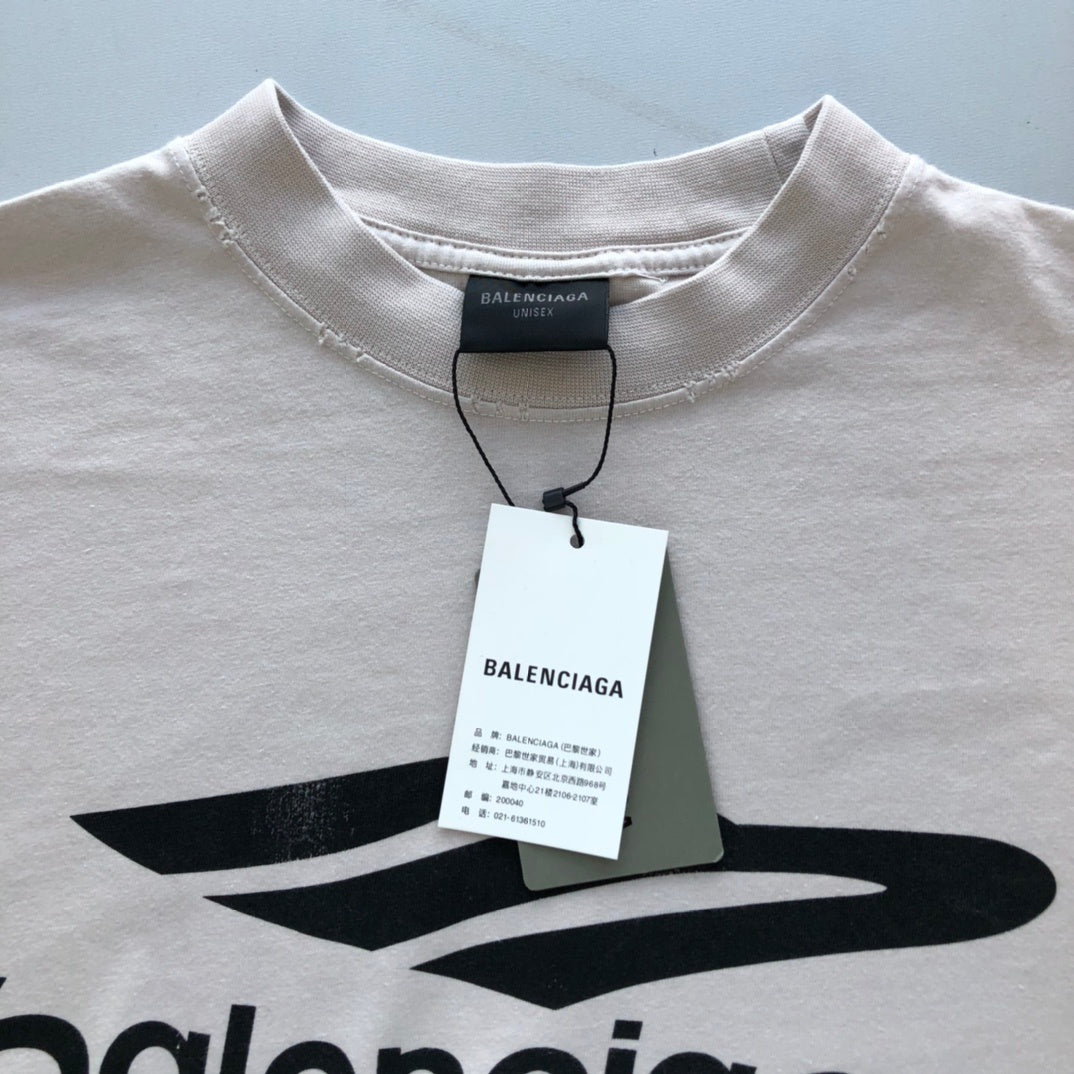 BALENCIAGA
UNISEX
BALENCIAGA
品 牌: BALENCIAGA (巴黎世家)
经销商: 巴黎世家贸易(上海)有限公司
地 址: 上海市静安区北京西路968号
嘉地中心21楼2106-2107室
邮 编: 200040
电 话: 021-61361510